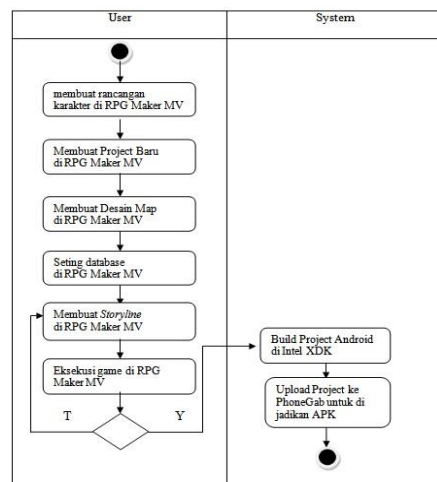 User
System
membuat rancangan
karakter di RPG Maker MV
Membuat Project Baru
di RPG Maker MV
Membuat Desain Map
di RPG Maker MV
Seting database
di RPG Maker MV
Membuat Storyline
di RPG Maker MV
Eksekusi game di RPG
Maker MV
T
Y
Build Project Android
di Intel XDK
Upload Project ke
PhoneGab untuk di
jadikan APK